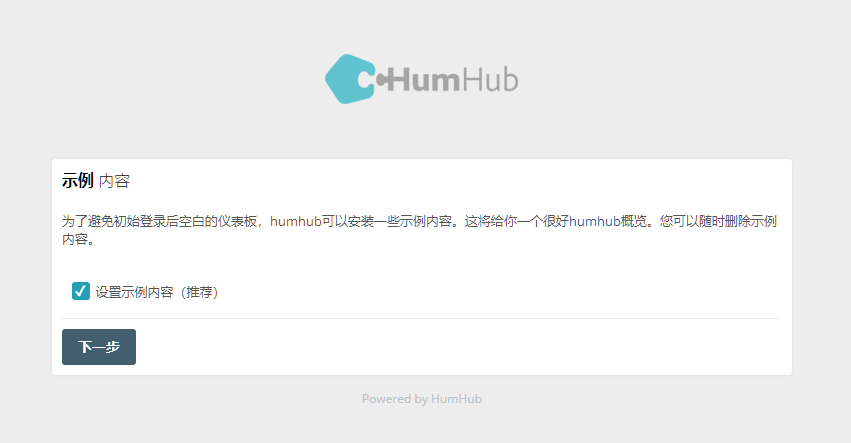 HumHub
示例 内容
为了避免初始登录后空白的仪表板，humhub可以安装一些示例内容。这将给你一个很好humhub概览。您可以随时删除示例
内容。
设置示例内容（推荐）
下一步
Powered by HumHub